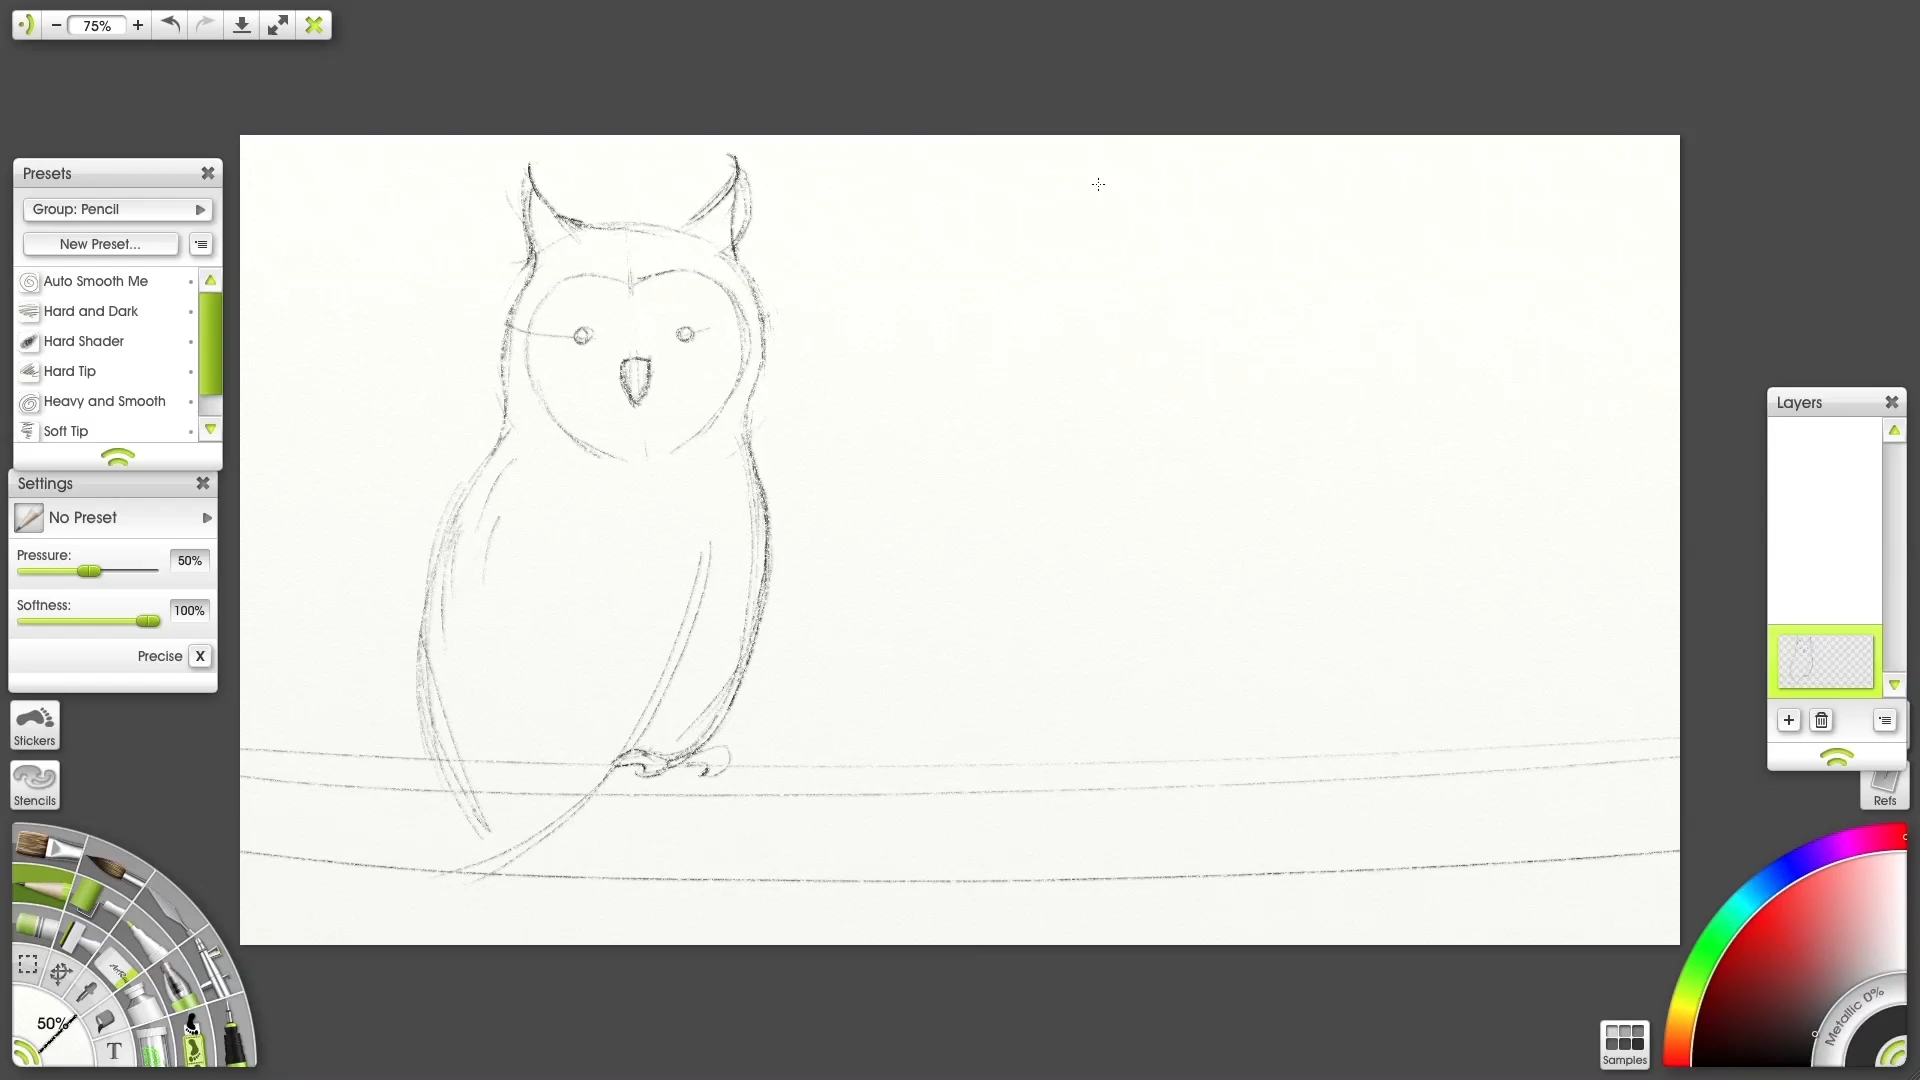 75%
Presets
Group: Pencil
New Preset...
Auto Smooth Me
Hard and Dark
Hard Shader
Hard Tip
Heavy and Smooth
Soft Tip
Settings
No Preset
Pressure:
50%
Softness:
100%
Precise X
Stickers
Stencils
50%
T
Layers
Refs
Metallic 0%
Samples